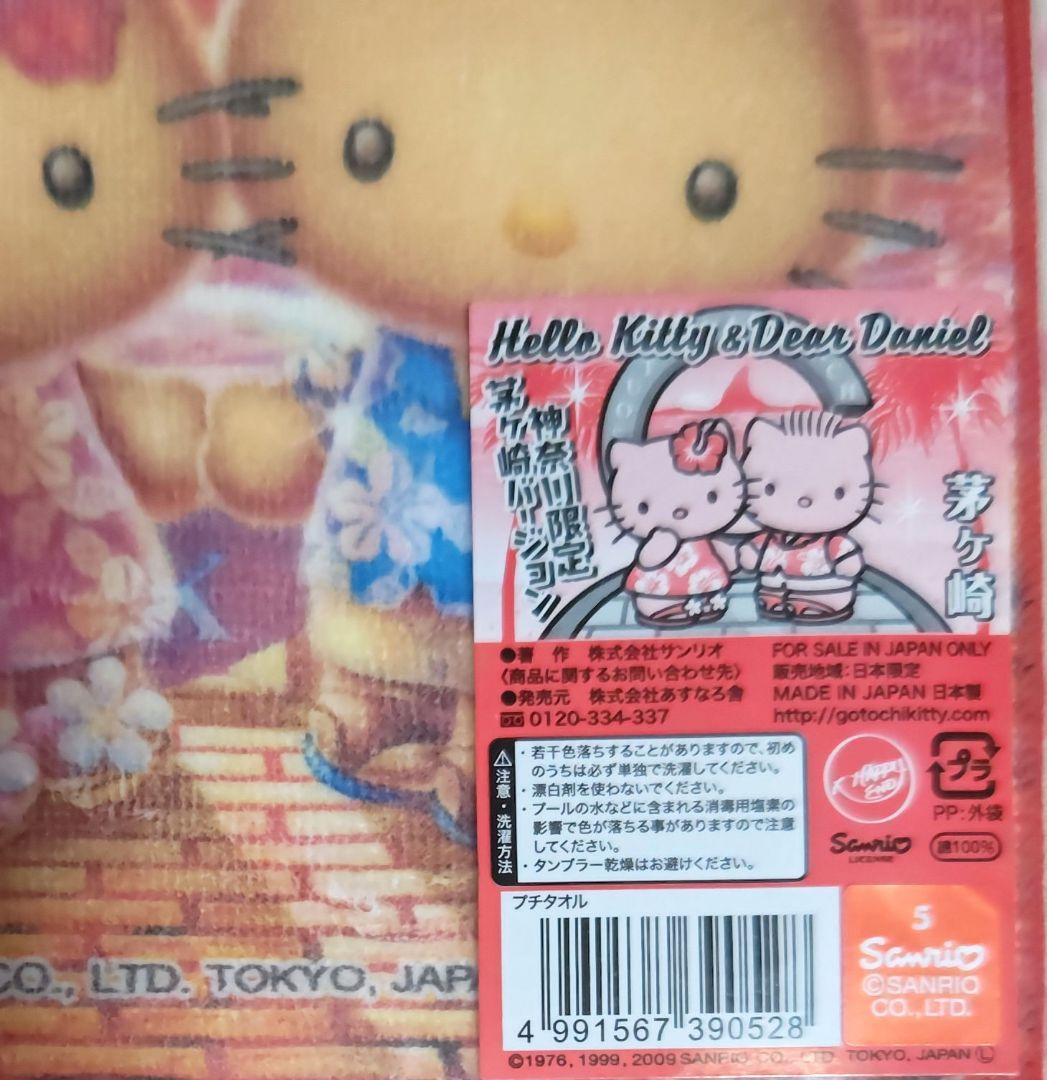 Hello Kitty & Dear Daniel
神奈川限定
茅ヶ崎バージョン
茅ヶ崎
●著 作 株式会社サンリオ
〈商品に関するお問い合わせ先〉
●発売元 株式会社あすなろ舎
0120-334-337
FOR SALE IN JAPAN ONLY
販売地域:日本限定
MADE IN JAPAN 日本製
http://gotochikitty.com
注意・洗濯方法
・若干色落ちすることがありますので、初め
のうちは必ず単独で洗濯してください。
・漂白剤を使わないでください。
・プールの水などに含まれる消毒用塩素の
影響で色が落ちる事がありますので注意
してください。
・タンブラー乾燥はお避けください。
HAPPY
END
プラ
PP:外袋
Sanrio
LICENSE
綿100%
プチタオル
4 991567 390528
5
Sanrio
©SANRIO
CO., LTD.
©1976, 1999, 2009 SANRIO CO., LTD. TOKYO, JAPAN Ⓛ
CO., LTD. TOKYO, JAPA